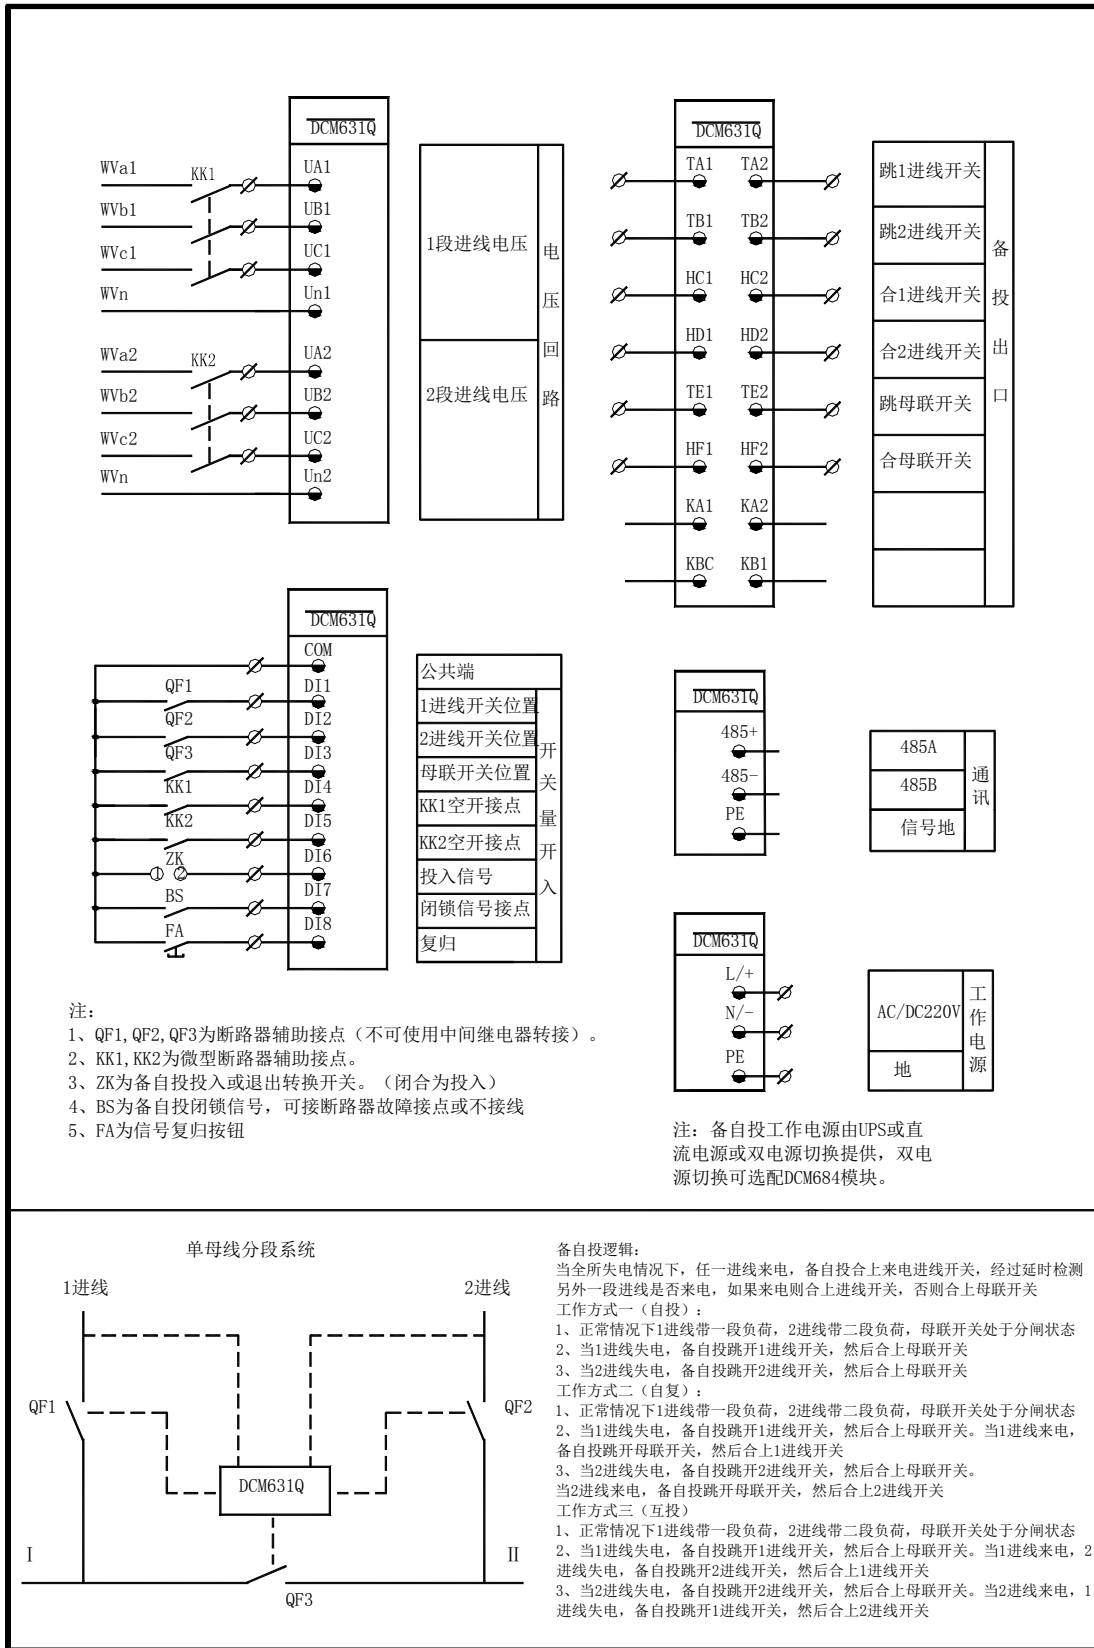 DCM631Q
WVa1
KK1
UA1
WVb1
UB1
WVc1
UC1
WVn
Un1
WVa2
KK2
UA2
WVb2
UB2
WVc2
UC2
WVn
Un2
1段进线电压
2段进线电压
电压回路
DCM631Q
TA1 TA2
TB1 TB2
HC1 HC2
HD1 HD2
TE1 TE2
HF1 HF2
KA1 KA2
KBC KB1
跳1进线开关
跳2进线开关
合1进线开关
合2进线开关
跳母联开关
合母联开关
备投出口
DCM631Q
COM
QF1 DI1
QF2 DI2
QF3 DI3
KK1 DI4
KK2 DI5
ZK DI6
1 2
BS DI7
FA DI8
公共端
1进线开关位置
2进线开关位置
母联开关位置
KK1空开接点
KK2空开接点
投入信号
闭锁信号接点
复归
开关量开入
DCM631Q
485+
485-
PE
485A
485B
信号地
通讯
DCM631Q
L/+
N/-
PE
AC/DC220V
地
工作电源
注:
1、QF1,QF2,QF3为断路器辅助接点（不可使用中间继电器转接）。
2、KK1,KK2为微型断路器辅助接点。
3、ZK为备自投投入或退出转换开关。（闭合为投入）
4、BS为备自投闭锁信号，可接断路器故障接点或不接线
5、FA为信号复归按钮
注：备自投工作电源由UPS或直
流电源或双电源切换提供，双电
源切换可选配DCM684模块。
单母线分段系统
1进线
2进线
QF1
QF2
DCM631Q
I
II
QF3
备自投逻辑:
当全所失电情况下，任一进线来电，备自投合上来电进线开关，经过延时检测
另外一段进线是否来电，如果来电则合上进线开关，否则合上母联开关
工作方式一（自投）:
1、正常情况下1进线带一段负荷，2进线带二段负荷，母联开关处于分闸状态
2、当1进线失电，备自投跳开1进线开关，然后合上母联开关
3、当2进线失电，备自投跳开2进线开关，然后合上母联开关
工作方式二（自复）:
1、正常情况下1进线带一段负荷，2进线带二段负荷，母联开关处于分闸状态
2、当1进线失电，备自投跳开1进线开关，然后合上母联开关。当1进线来电，
备自投跳开母联开关，然后合上1进线开关
3、当2进线失电，备自投跳开2进线开关，然后合上母联开关。
当2进线来电，备自投跳开母联开关，然后合上2进线开关
工作方式三（互投）
1、正常情况下1进线带一段负荷，2进线带二段负荷，母联开关处于分闸状态
2、当1进线失电，备自投跳开1进线开关，然后合上母联开关。当1进线来电，2
进线失电，备自投跳开2进线开关，然后合上1进线开关
3、当2进线失电，备自投跳开2进线开关，然后合上母联开关。当2进线来电，1
进线失电，备自投跳开1进线开关，然后合上2进线开关